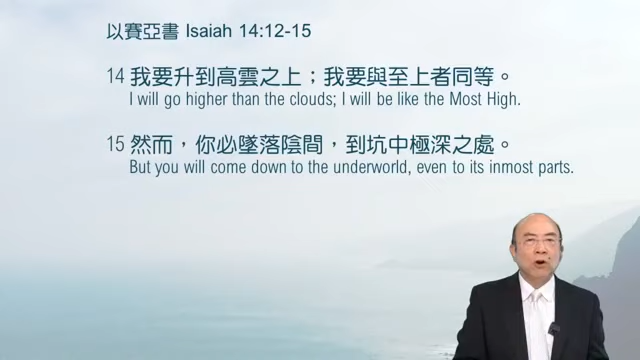 以賽亞書 Isaiah 14:12-15
14 我要升到高雲之上；我要與至上者同等。
I will go higher than the clouds; I will be like the Most High.
15 然而，你必墜落陰間，到坑中極深之處。
But you will come down to the underworld, even to its inmost parts.